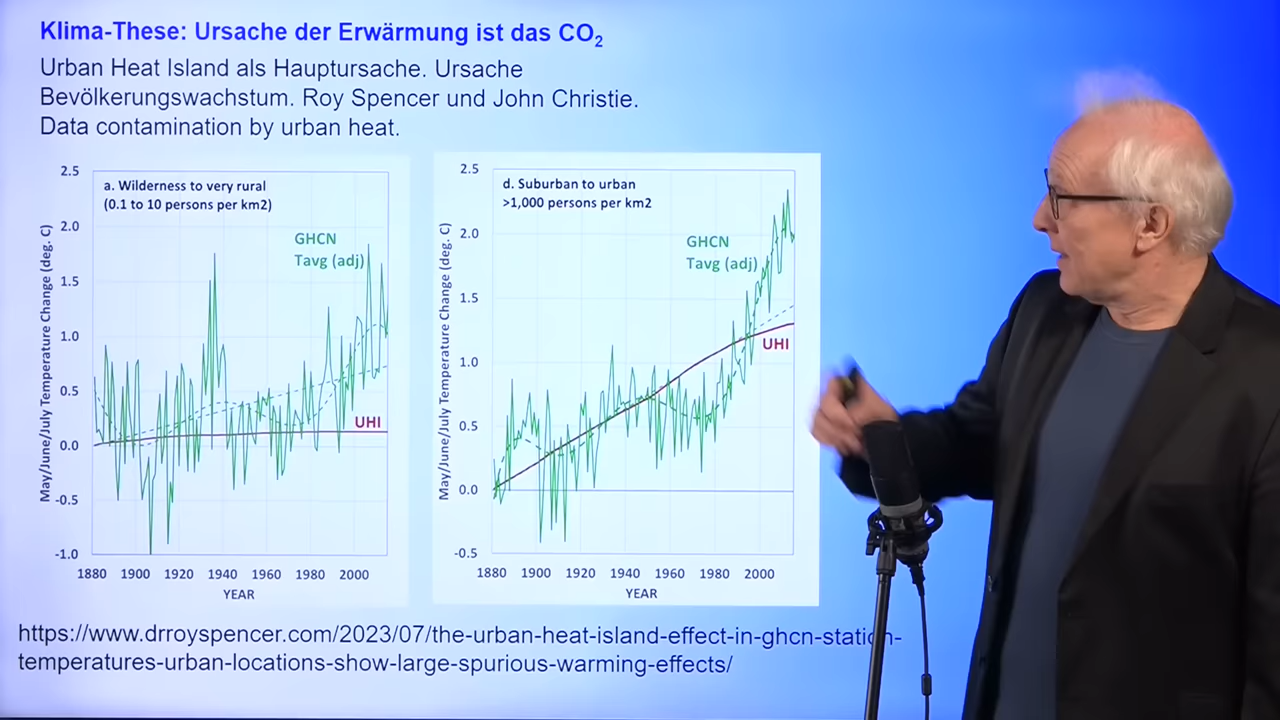 Klima-These: Ursache der Erwärmung ist das CO₂
Urban Heat Island als Hauptursache. Ursache
Bevölkerungswachstum. Roy Spencer und John Christie.
Data contamination by urban heat.
May/June/July Temperature Change (deg. C)
2.5
2.0
1.5
1.0
0.5
0.0
-0.5
-1.0
a. Wilderness to very rural
(0.1 to 10 persons per km2)
GHCN
Tavg (adj)
UHI
1880 1900 1920 1940 1960 1980 2000
YEAR
May/June/July Temperature Change (deg. C)
2.5
2.0
1.5
1.0
0.5
0.0
-0.5
d. Suburban to urban
>1,000 persons per km2
GHCN
Tavg (adj)
UHI
1880 1900 1920 1940 1960 1980 2000
YEAR
https://www.drroyspencer.com/2023/07/the-urban-heat-island-effect-in-ghcn-station-
temperatures-urban-locations-show-large-spurious-warming-effects/